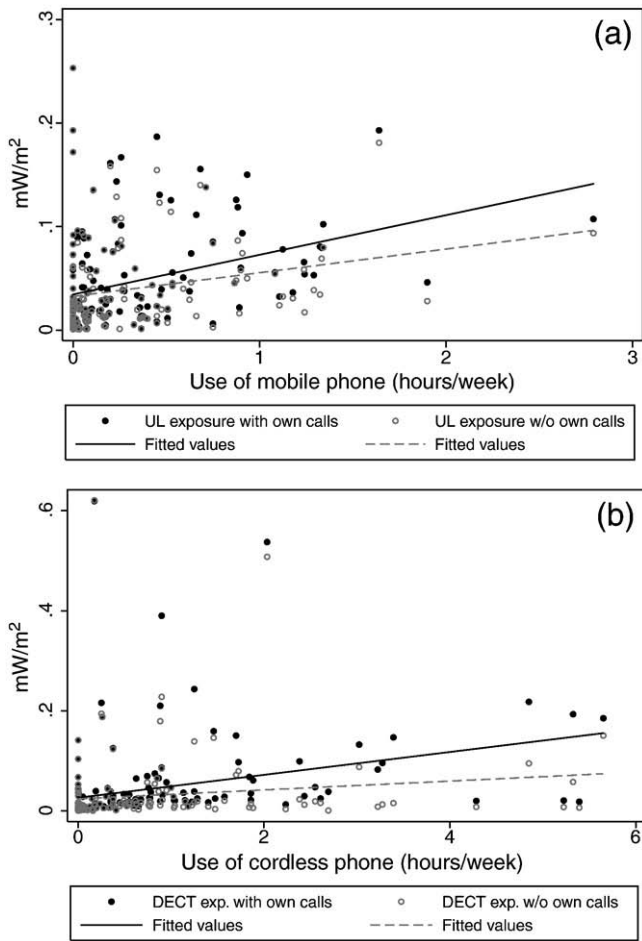 (a)
.3
.2
.1
0
mW/m²
0 1 2 3
Use of mobile phone (hours/week)
UL exposure with own calls UL exposure w/o own calls
Fitted values Fitted values
(b)
.6
.4
.2
0
mW/m²
0 2 4 6
Use of cordless phone (hours/week)
DECT exp. with own calls DECT exp. w/o own calls
Fitted values Fitted values